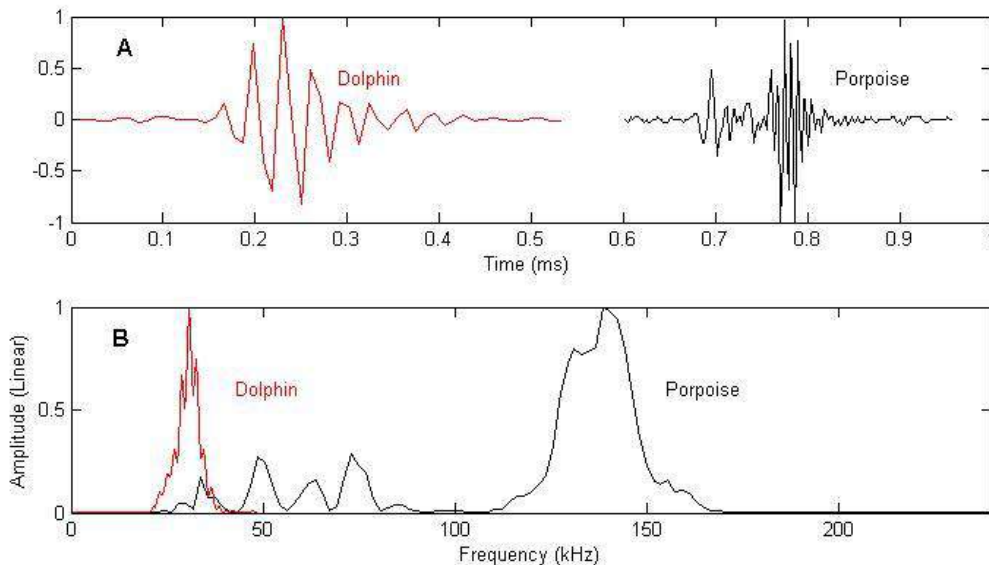 1
A
0.5
Dolphin
Porpoise
0
-0.5
-1
0 0.1 0.2 0.3 0.4 0.5 0.6 0.7 0.8 0.9 1
Time (ms)
1
B
Dolphin
Porpoise
0.5
Amplitude (Linear)
0
0 50 100 150 200
Frequency (kHz)